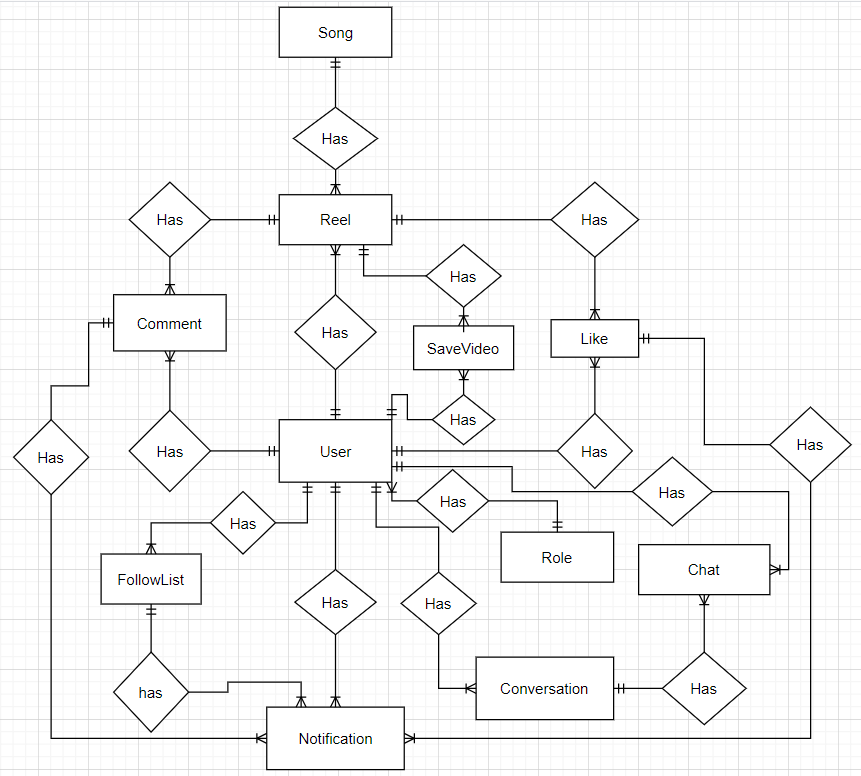 Song
Has
Has
Reel
Has
Has
Comment
Has
SaveVideo
Like
Has
Has
Has
User
Has
Has
Has
Has
Has
Has
FollowList
Role
Chat
Has
Has
has
Conversation
Has
Notification